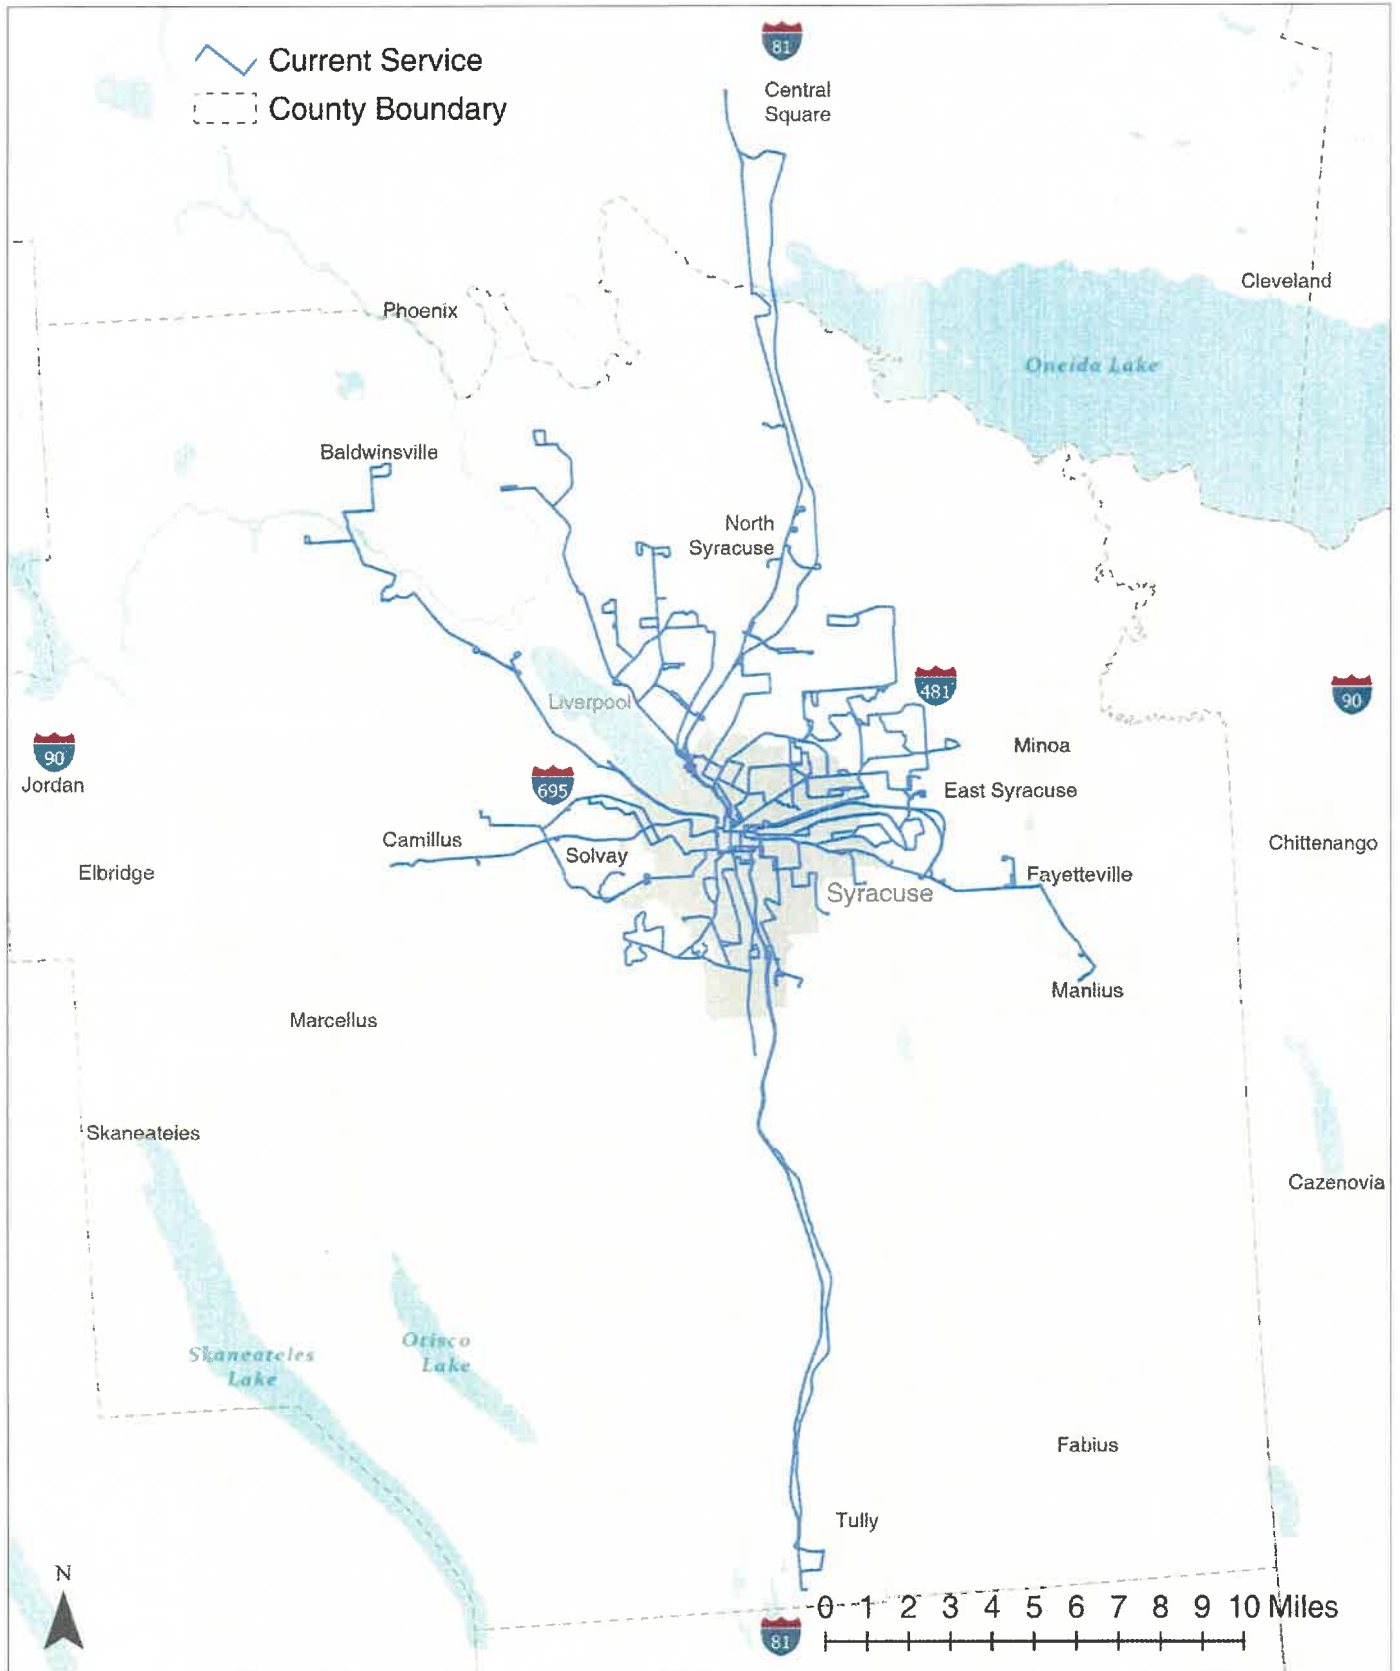 81
Current Service
Central
Square
County Boundary
Cleveland
Phoenix
Oneida Lake
Baldwinsville
North
Syracuse
481
90
Liverpool
Minoa
90
Jordan
695
East Syracuse
Camillus
Chittenango
Solvay
Elbridge
Fayetteville
Syracuse
Manlius
Marcellus
Skaneateies
Cazenovia
Otisco
Lake
Skaneateles
Lake
Fabius
Tully
N
0 1 2 3 4 5 6 7 8 9 10 Miles
81